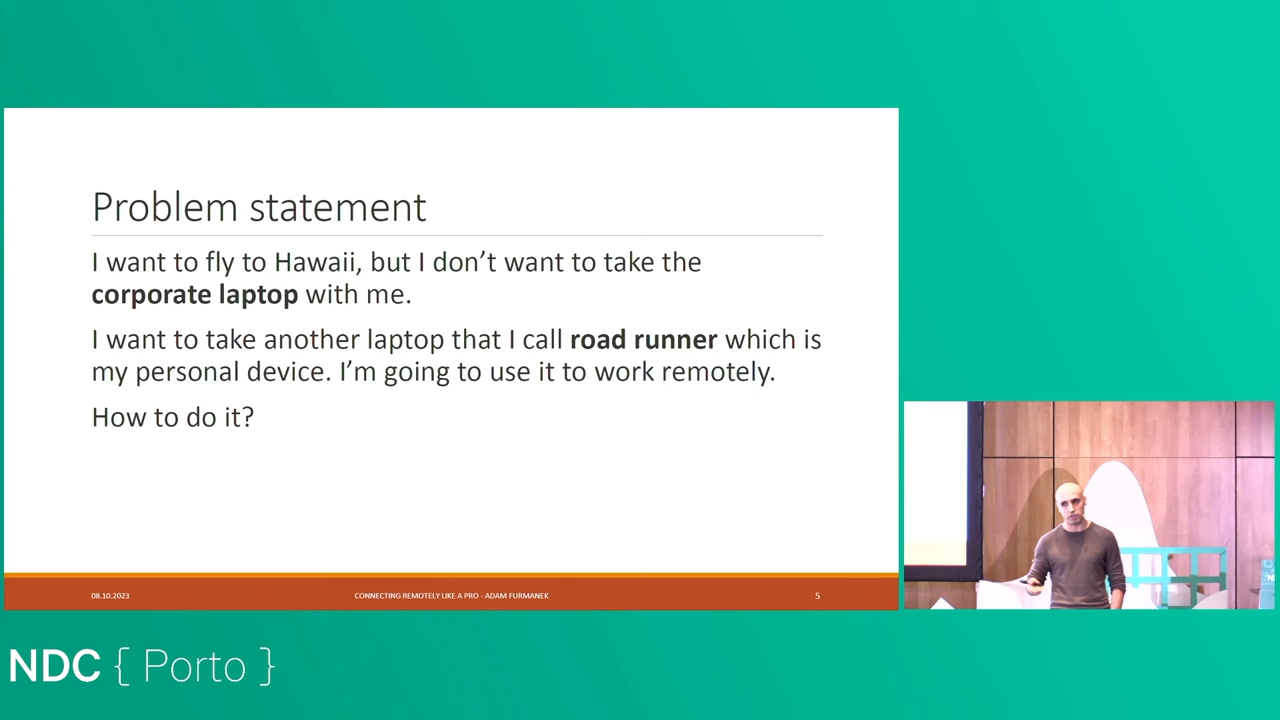 Problem statement
I want to fly to Hawaii, but I don’t want to take the
corporate laptop with me.
I want to take another laptop that I call road runner which is
my personal device. I’m going to use it to work remotely.
How to do it?
08.10.2023
CONNECTING REMOTELY LIKE A PRO - ADAM FURMANEK
5
NDC { Porto }